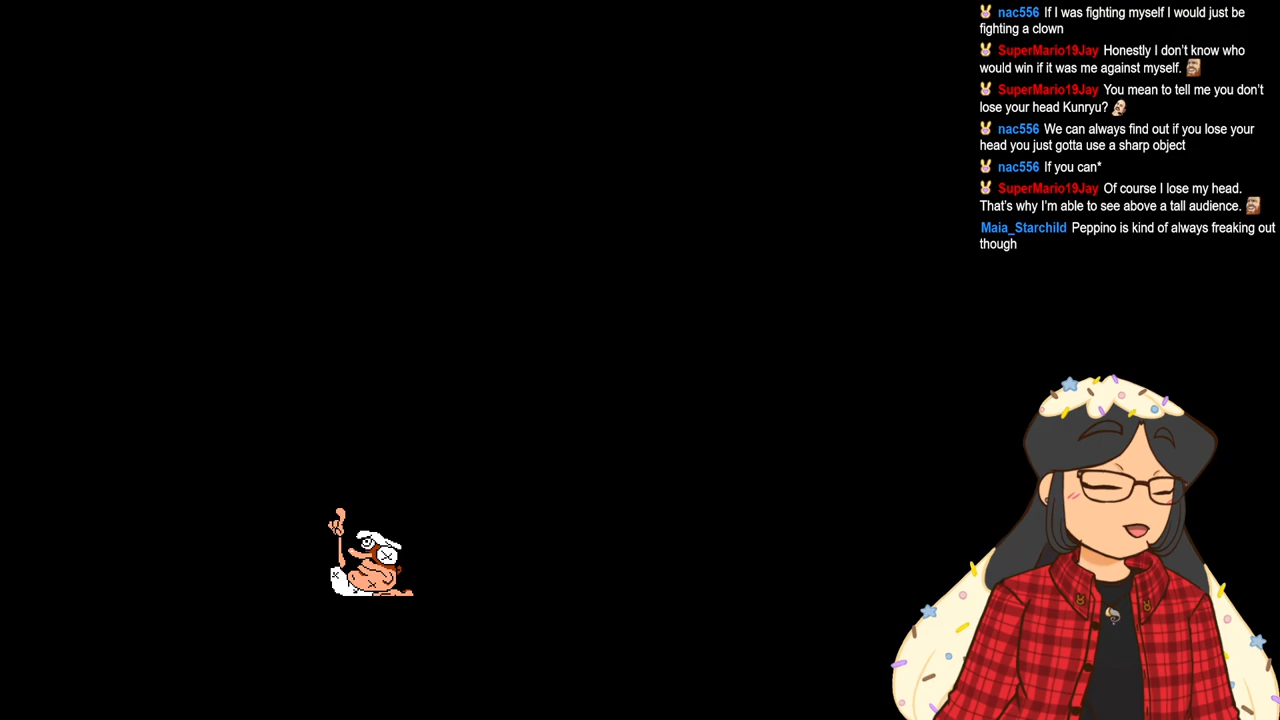 nac556 If I was fighting myself I would just be
fighting a clown
SuperMario19Jay Honestly I don't know who
would win if it was me against myself.
SuperMario19Jay You mean to tell me you don't
lose your head Kunryu?
nac556 We can always find out if you lose your
head you just gotta use a sharp object
nac556 If you can*
SuperMario19Jay Of course I lose my head.
That's why I'm able to see above a tall audience.
Maia_Starchild Peppino is kind of always freaking out
though